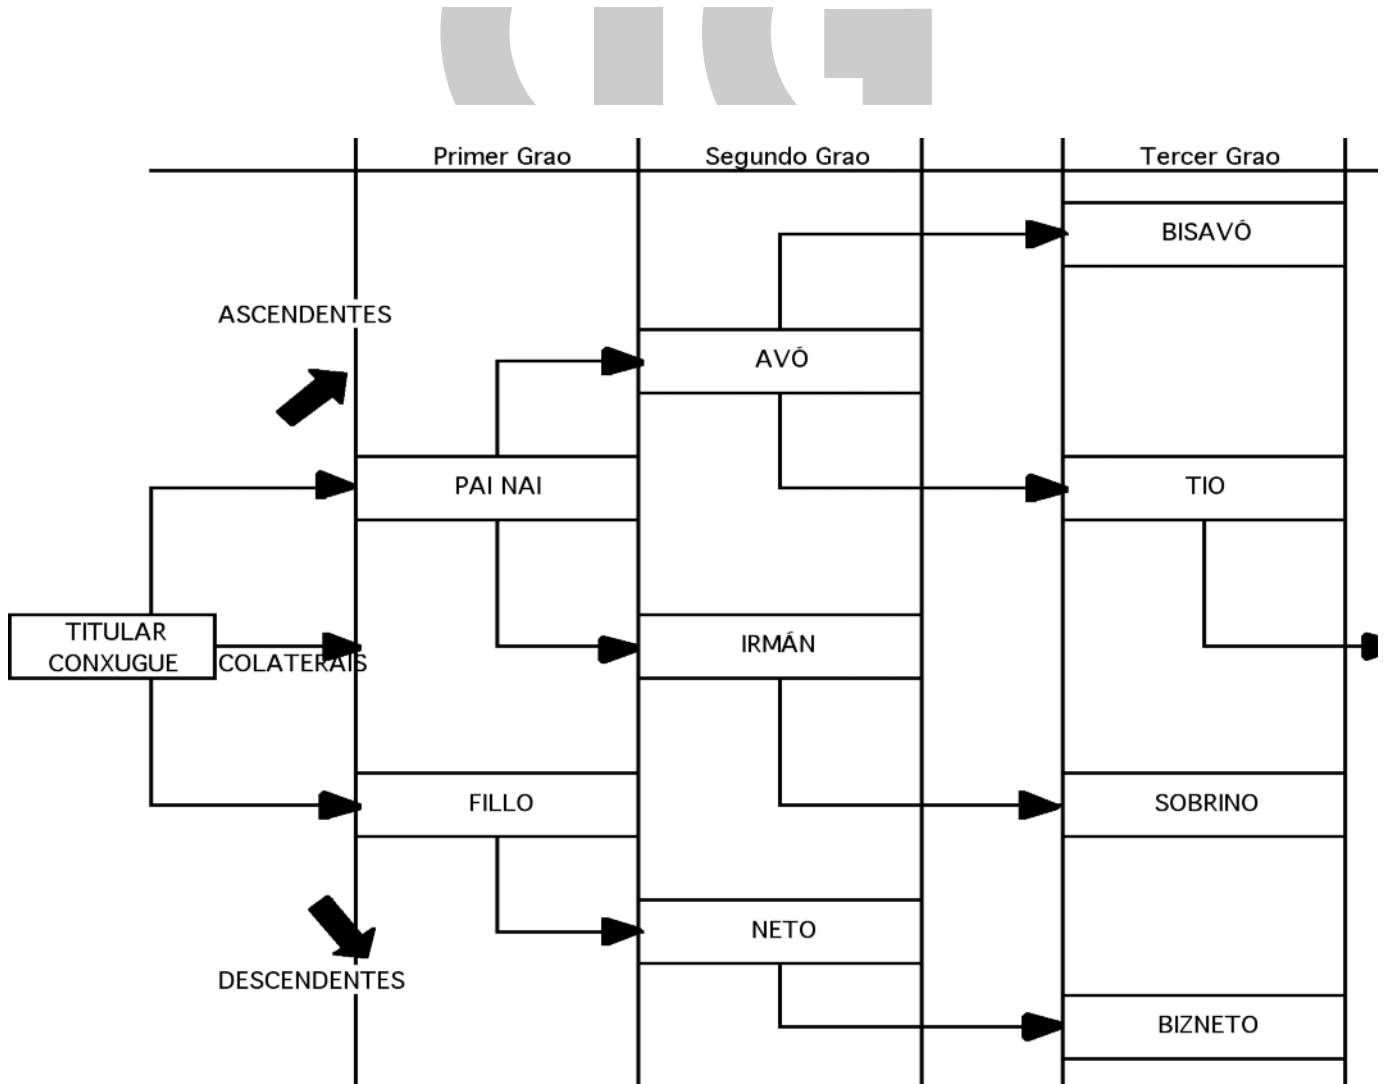 Primer Grao
Segundo Grao
Tercer Grao
BISAVÓ
ASCENDENTES
AVÓ
PAI NAI
TIO
TITULAR
CONXUGUE
COLATERAIS
IRMÁN
FILLO
SOBRINO
NETO
DESCENDENTES
BIZNETO